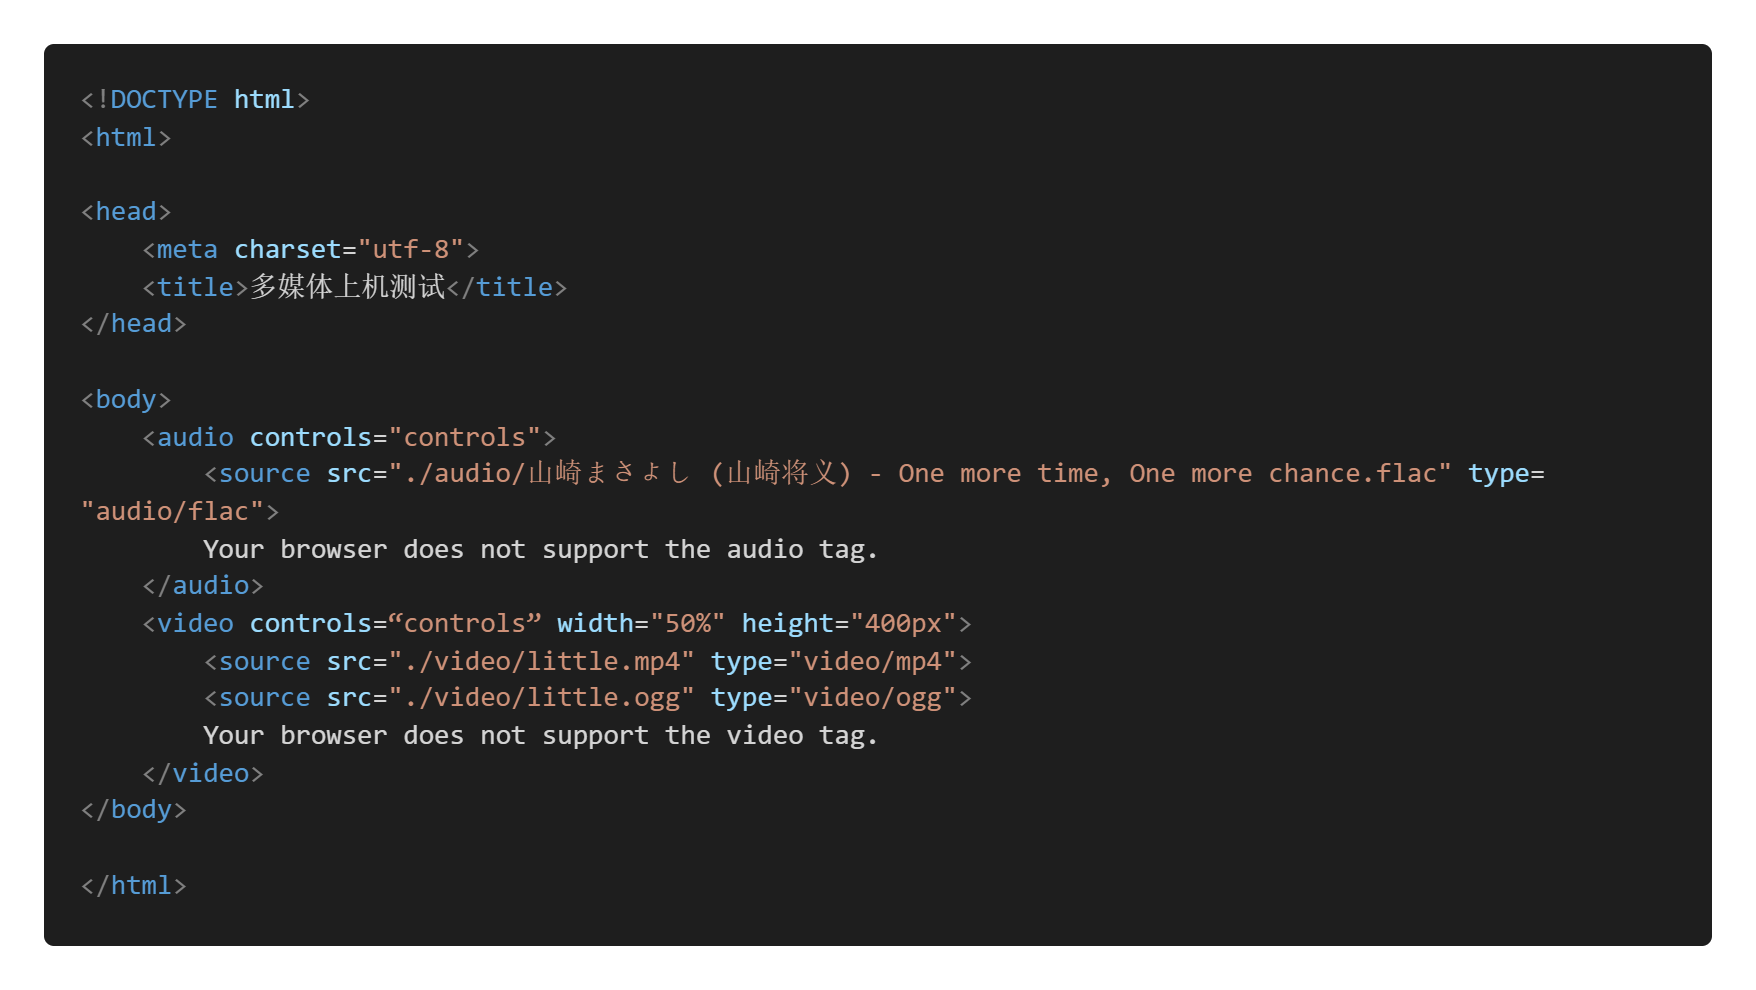 <!DOCTYPE html>
<html>
<head>
<meta charset="utf-8">
<title>多媒体上机测试</title>
</head>
<body>
<audio controls="controls">
<source src="./audio/山崎まさよし (山崎将义) - One more time, One more chance.flac" type=
"audio/flac">
Your browser does not support the audio tag.
</audio>
<video controls=“controls” width="50%" height="400px">
<source src="./video/little.mp4" type="video/mp4">
<source src="./video/little.ogg" type="video/ogg">
Your browser does not support the video tag.
</video>
</body>
</html>